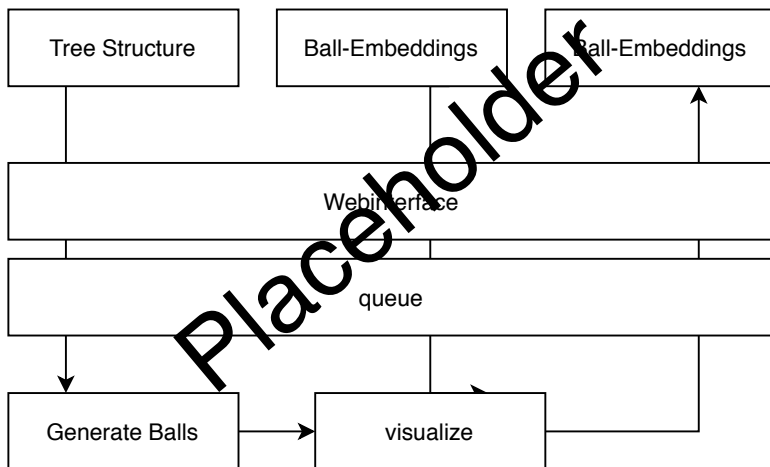 Tree Structure
Ball-Embeddings
Ball-Embeddings
Webinterface
queue
Placeholder
Generate Balls
visualize